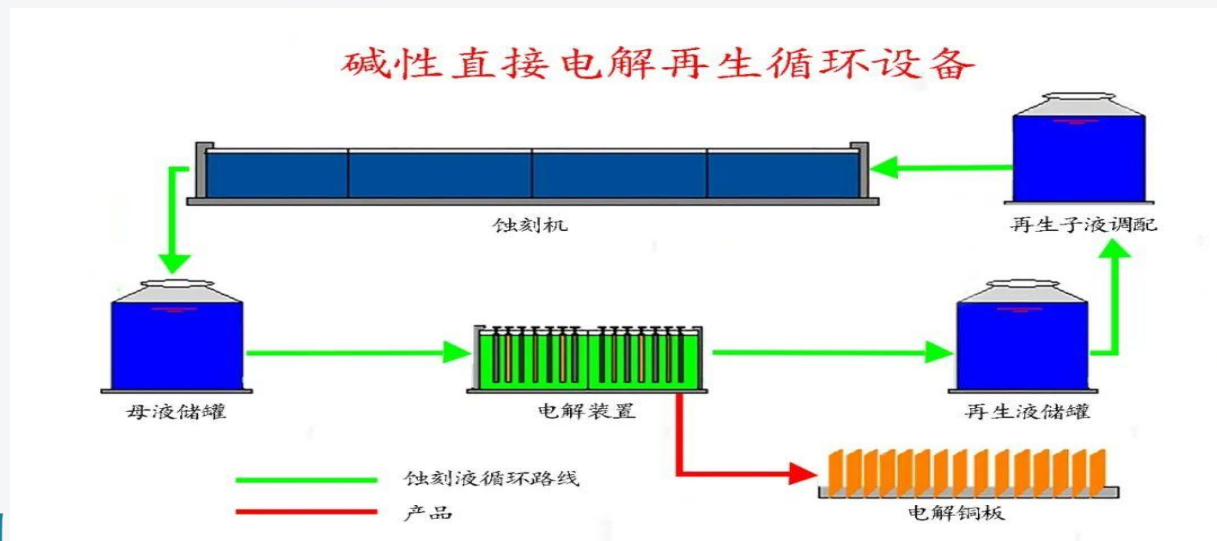 碱性直接电解再生循环设备
蚀刻机
再生子液调配
母液储罐
电解装置
再生液储罐
蚀刻液循环路线
产品
电解铜板